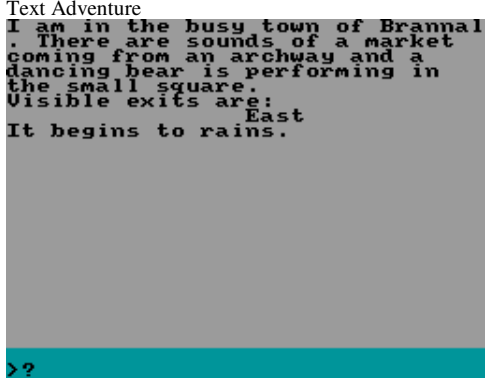 Text Adventure
I am in the busy town of Brannal
. There are sounds of a market
coming from an archway and a
dancing bear is performing in
the small square.
Visible exits are:
East
It begins to rains.
>?